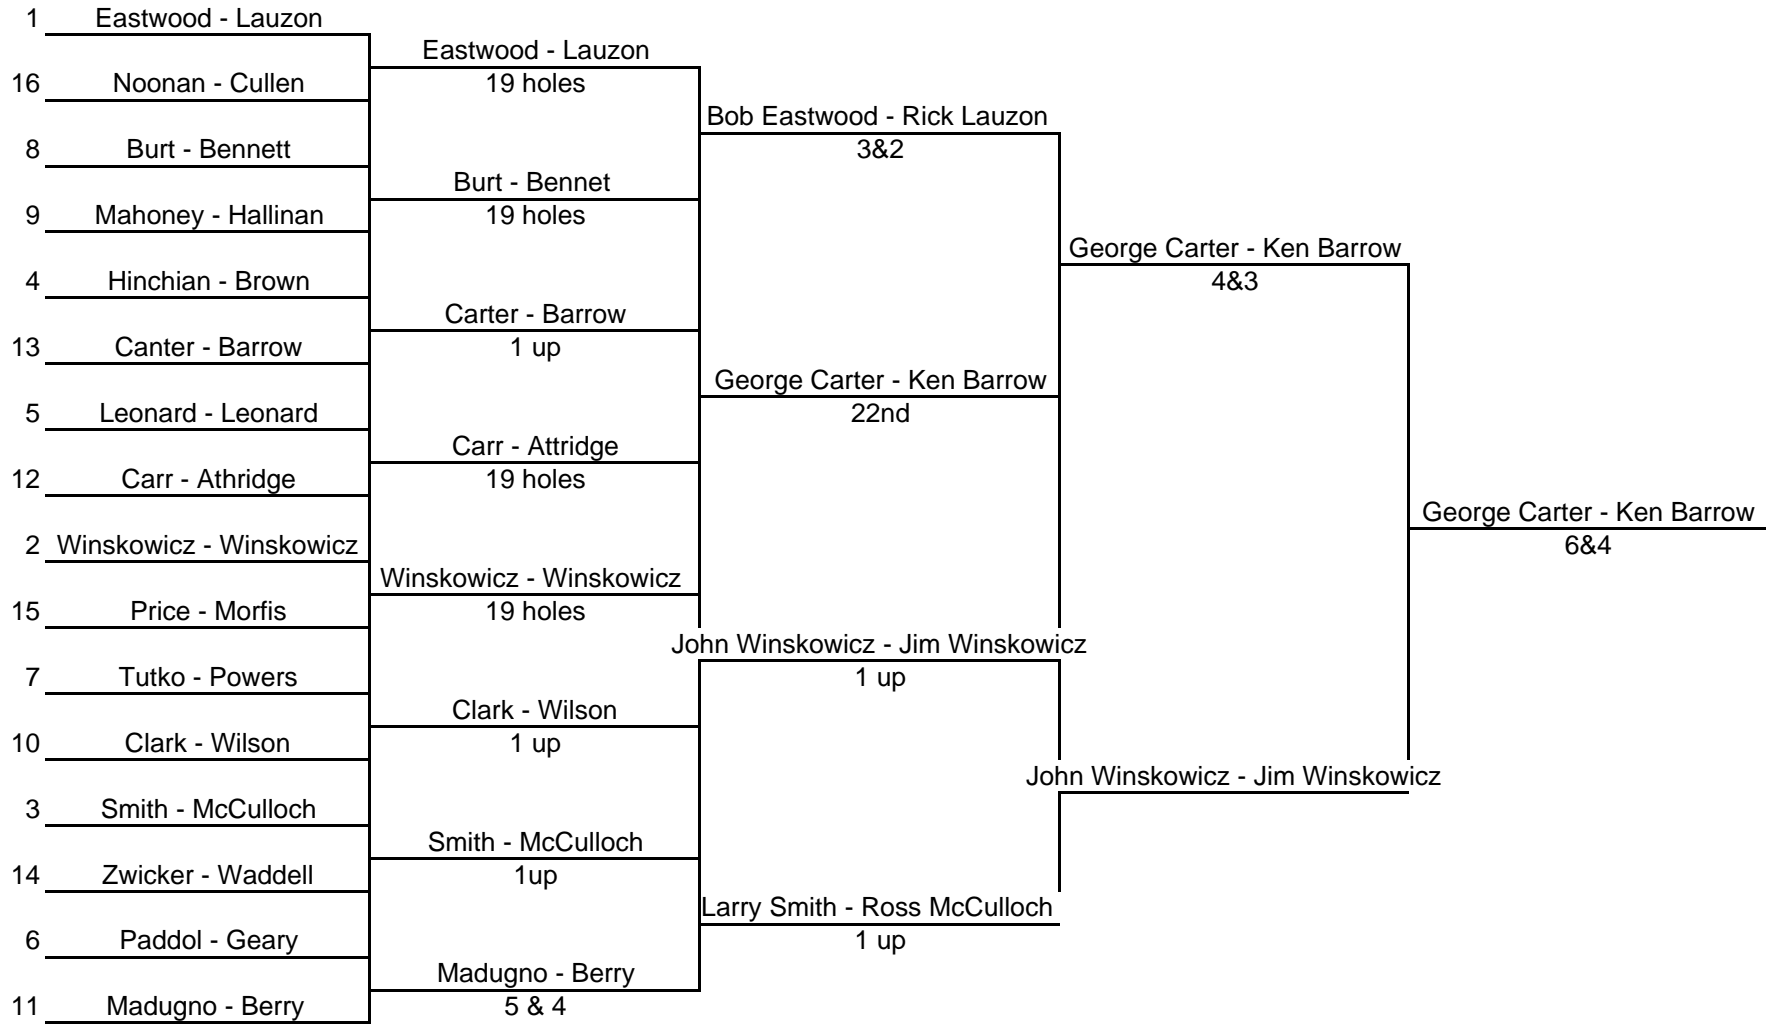 1 Eastwood - Lauzon
Eastwood - Lauzon
16 Noonan - Cullen
19 holes
Bob Eastwood - Rick Lauzon
8 Burt - Bennett
3&2
Burt - Bennet
9 Mahoney - Hallinan
19 holes
George Carter - Ken Barrow
4 Hinchian - Brown
4&3
Carter - Barrow
13 Canter - Barrow
1 up
George Carter - Ken Barrow
5 Leonard - Leonard
22nd
Carr - Attridge
12 Carr - Athridge
19 holes
George Carter - Ken Barrow
2 Winskowicz - Winskowicz
6&4
Winskowicz - Winskowicz
15 Price - Morfis
19 holes
John Winskowicz - Jim Winskowicz
7 Tutko - Powers
1 up
Clark - Wilson
10 Clark - Wilson
1 up
John Winskowicz - Jim Winskowicz
3 Smith - McCulloch
Smith - McCulloch
14 Zwicker - Waddell
1up
Larry Smith - Ross McCulloch
6 Paddol - Geary
1 up
Madugno - Berry
11 Madugno - Berry
5 & 4